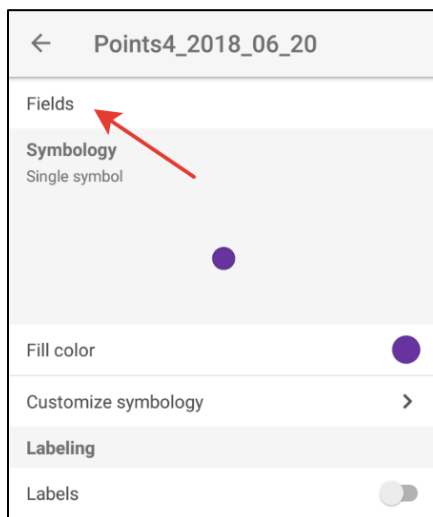 Points4_2018_06_20
Fields
Symbology
Single symbol
Fill color
Customize symbology
Labeling
Labels